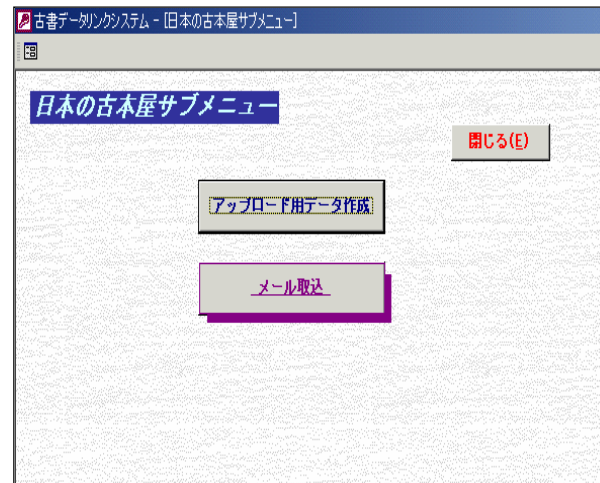 古書データリンクシステム - [日本の古本屋サブメニュー]
日本の古本屋サブメニュー
閉じる(E)
アップロード用データ作成
メール取込